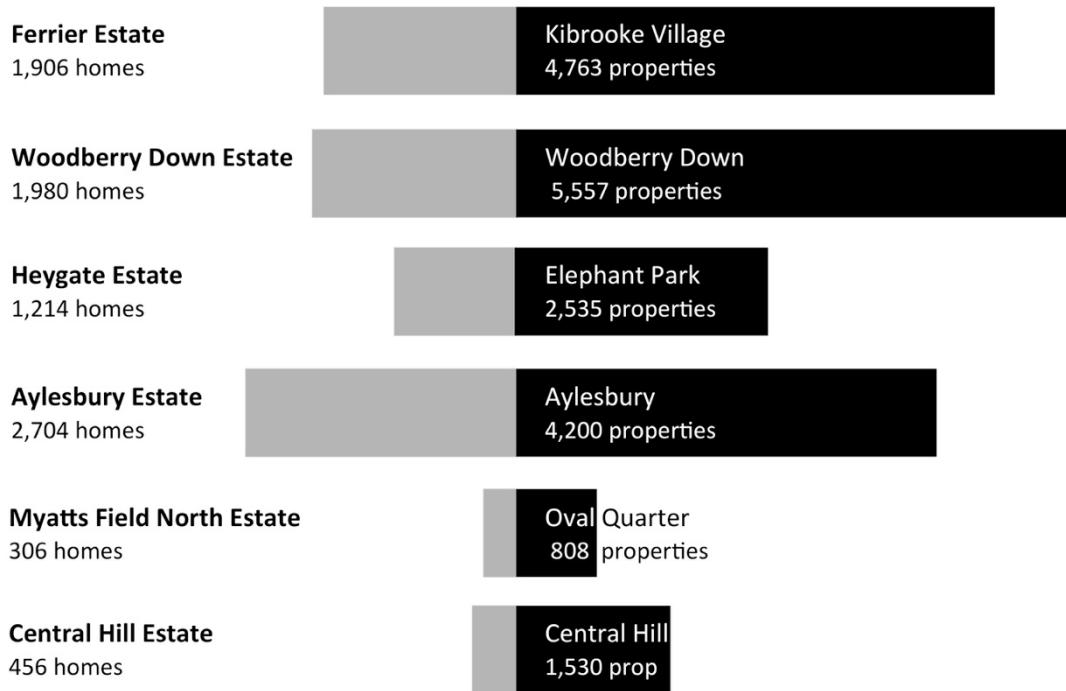 Ferrier Estate
1,906 homes
Kibrooke Village
4,763 properties
Woodberry Down Estate
1,980 homes
Woodberry Down
5,557 properties
Heygate Estate
1,214 homes
Elephant Park
2,535 properties
Aylesbury Estate
2,704 homes
Aylesbury
4,200 properties
Myatts Field North Estate
306 homes
Oval Quarter
808 properties
Central Hill Estate
456 homes
Central Hill
1,530 prop